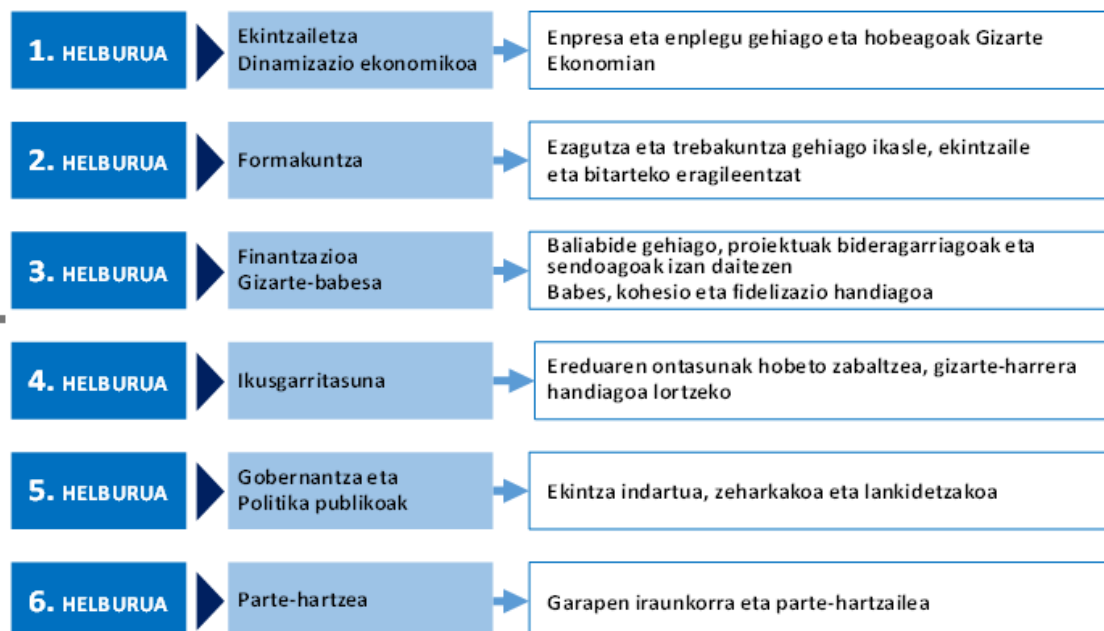 1. HELBURUA
Ekintzailetza
Dinamizazio ekonomikoa
Enpresa eta enplegu gehiago eta hobeagoak Gizarte
Ekonomian
2. HELBURUA
Formakuntza
Ezagutza eta trebakuntza gehiago ikasle, ekintzaile
eta bitarteko eragileentzat
3. HELBURUA
Finantzazioa
Gizarte-babesa
Baliabide gehiago, proiektuak bideragarriagoak eta
sendoagoak izan daitezen
Babes, kohesio eta fidelizazio handiagoa
4. HELBURUA
Ikusgarritasuna
Ereduaren ontasunak hobeto zabaltzea, gizarte-harrera
handiagoa lortzeko
5. HELBURUA
Gobernantza eta
Politika publikoak
Ekintza indartua, zeharkakoa eta lankidetzakoa
6. HELBURUA
Parte-hartzea
Garapen iraunkorra eta parte-hartzailea